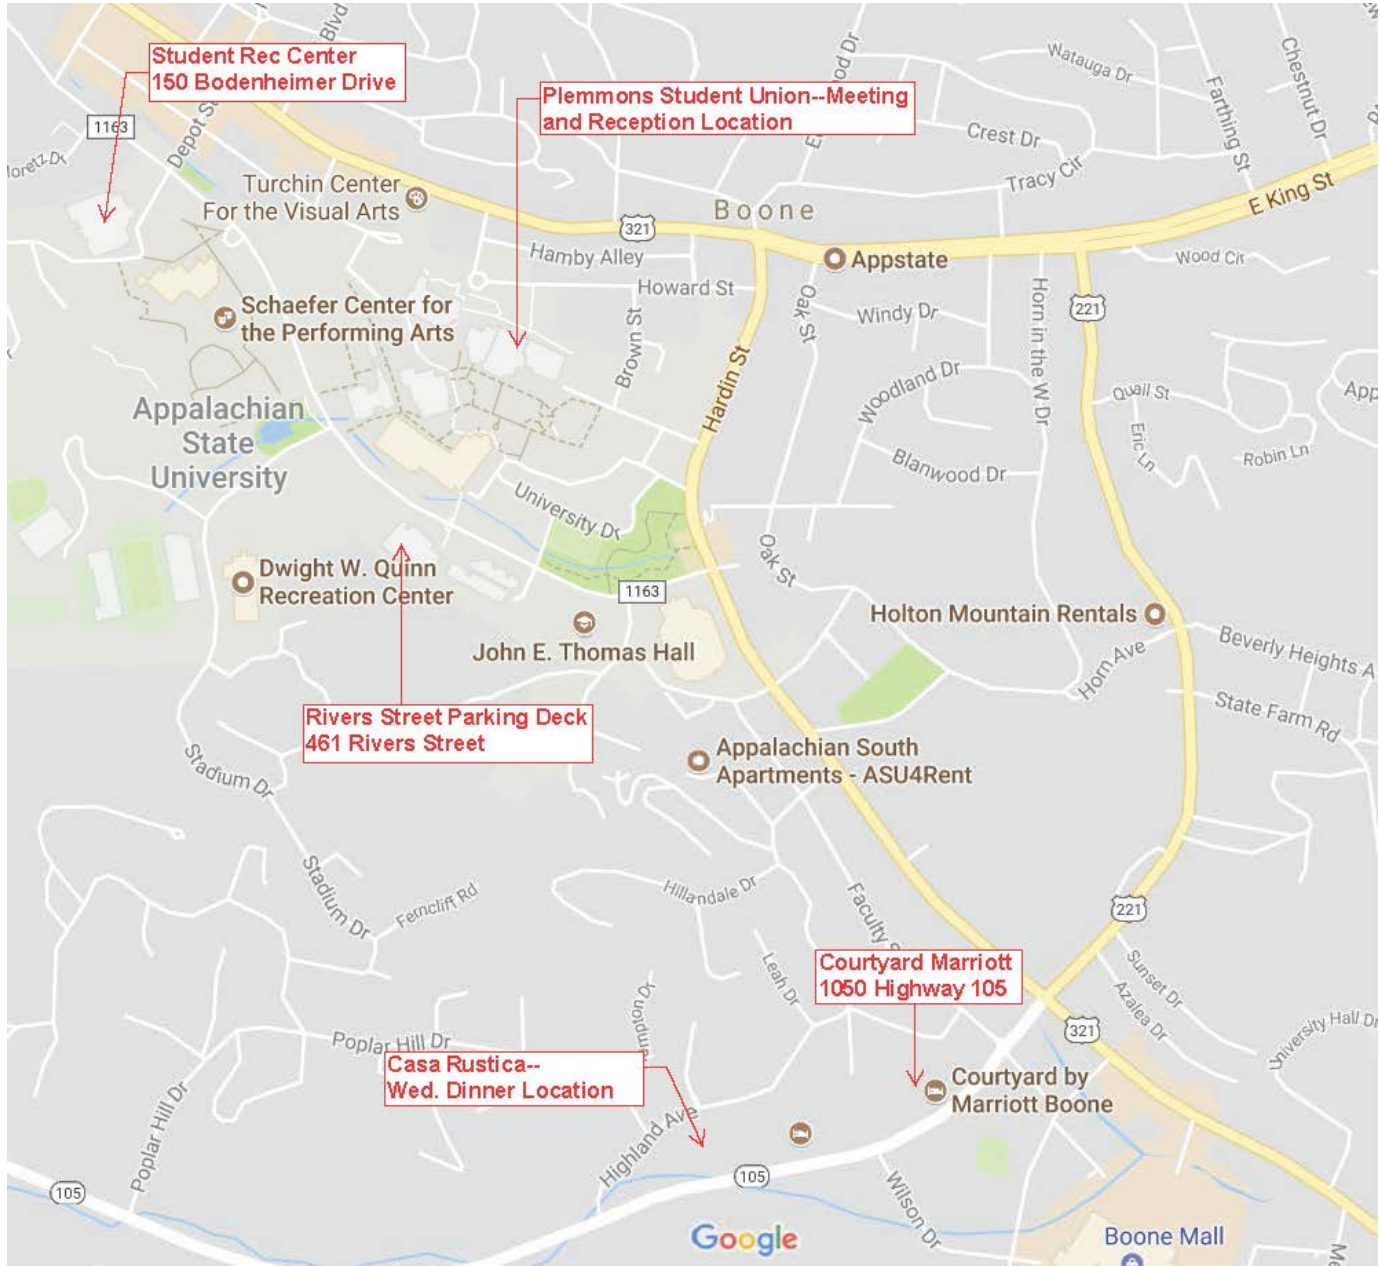 Blvd
Student Rec Center
150 Bodenheimer Drive
Plemmons Student Union--Meeting
and Reception Location
Watauga Dr
Chestnut Dr
Farthing St
Crest Dr
Tracy Cir
1163
Depot St
Turchin Center
For the Visual Arts
Boone
E King St
321
Hamby Alley
Howard St
Appstate
Wood Cir
Schaefer Center for
the Performing Arts
Oak St
Windy Dr
Horn in the W Dr
221
Brown St
Hardin St
Woodland Dr
Quail St
Appalachian
State
University
Blanwood Dr
Eric Ln
Robin Ln
University Dr
Dwight W. Quinn
Recreation Center
Oak St
1163
Holton Mountain Rentals
John E. Thomas Hall
Horn Ave
Beverly Heights A
State Farm Rd
Rivers Street Parking Deck
461 Rivers Street
Appalachian South
Apartments - ASU4Rent
Stadium Dr
Stadium Dr
Ferncliff Rd
Hillandale Dr
Faculty S
221
Courtyard Marriott
1050 Highway 105
Leah Dr
Sunset Dr
Azalea Dr
321
University Hall Dr
Poplar Hill Dr
Casa Rustica--
Wed. Dinner Location
Courtyard by
Marriott Boone
Poplar Hill Dr
Highland Ave
105
105
Wilson Dr
Google
Boone Mall